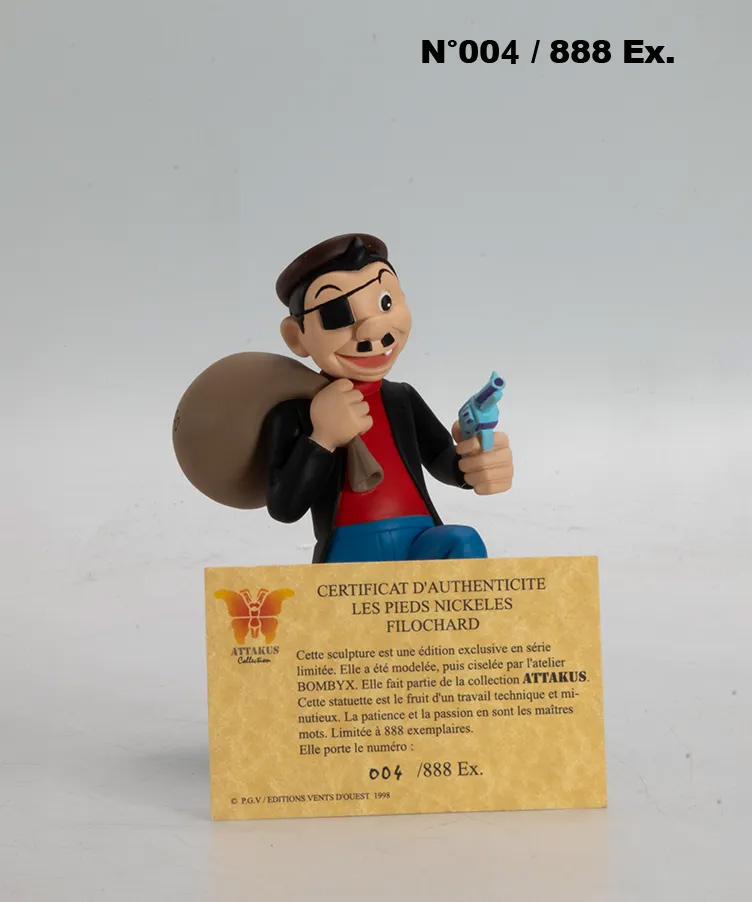 N°004 / 888 Ex.
CERTIFICAT D'AUTHENTICITE
LES PIEDS NICKELES
FILOCHARD
ATTAKUS
Collection
Cette sculpture est une édition exclusive en série
limitée. Elle a été modelée, puis ciselée par l'atelier
BOMBYX. Elle fait partie de la collection ATTAKUS.
Cette statuette est le fruit d'un travail technique et mi-
nutieux. La patience et la passion en sont les maîtres
mots. Limitée à 888 exemplaires.
Elle porte le numéro :
004 /888 Ex.
© P.G.V / EDITIONS VENTS D'OUEST 1998